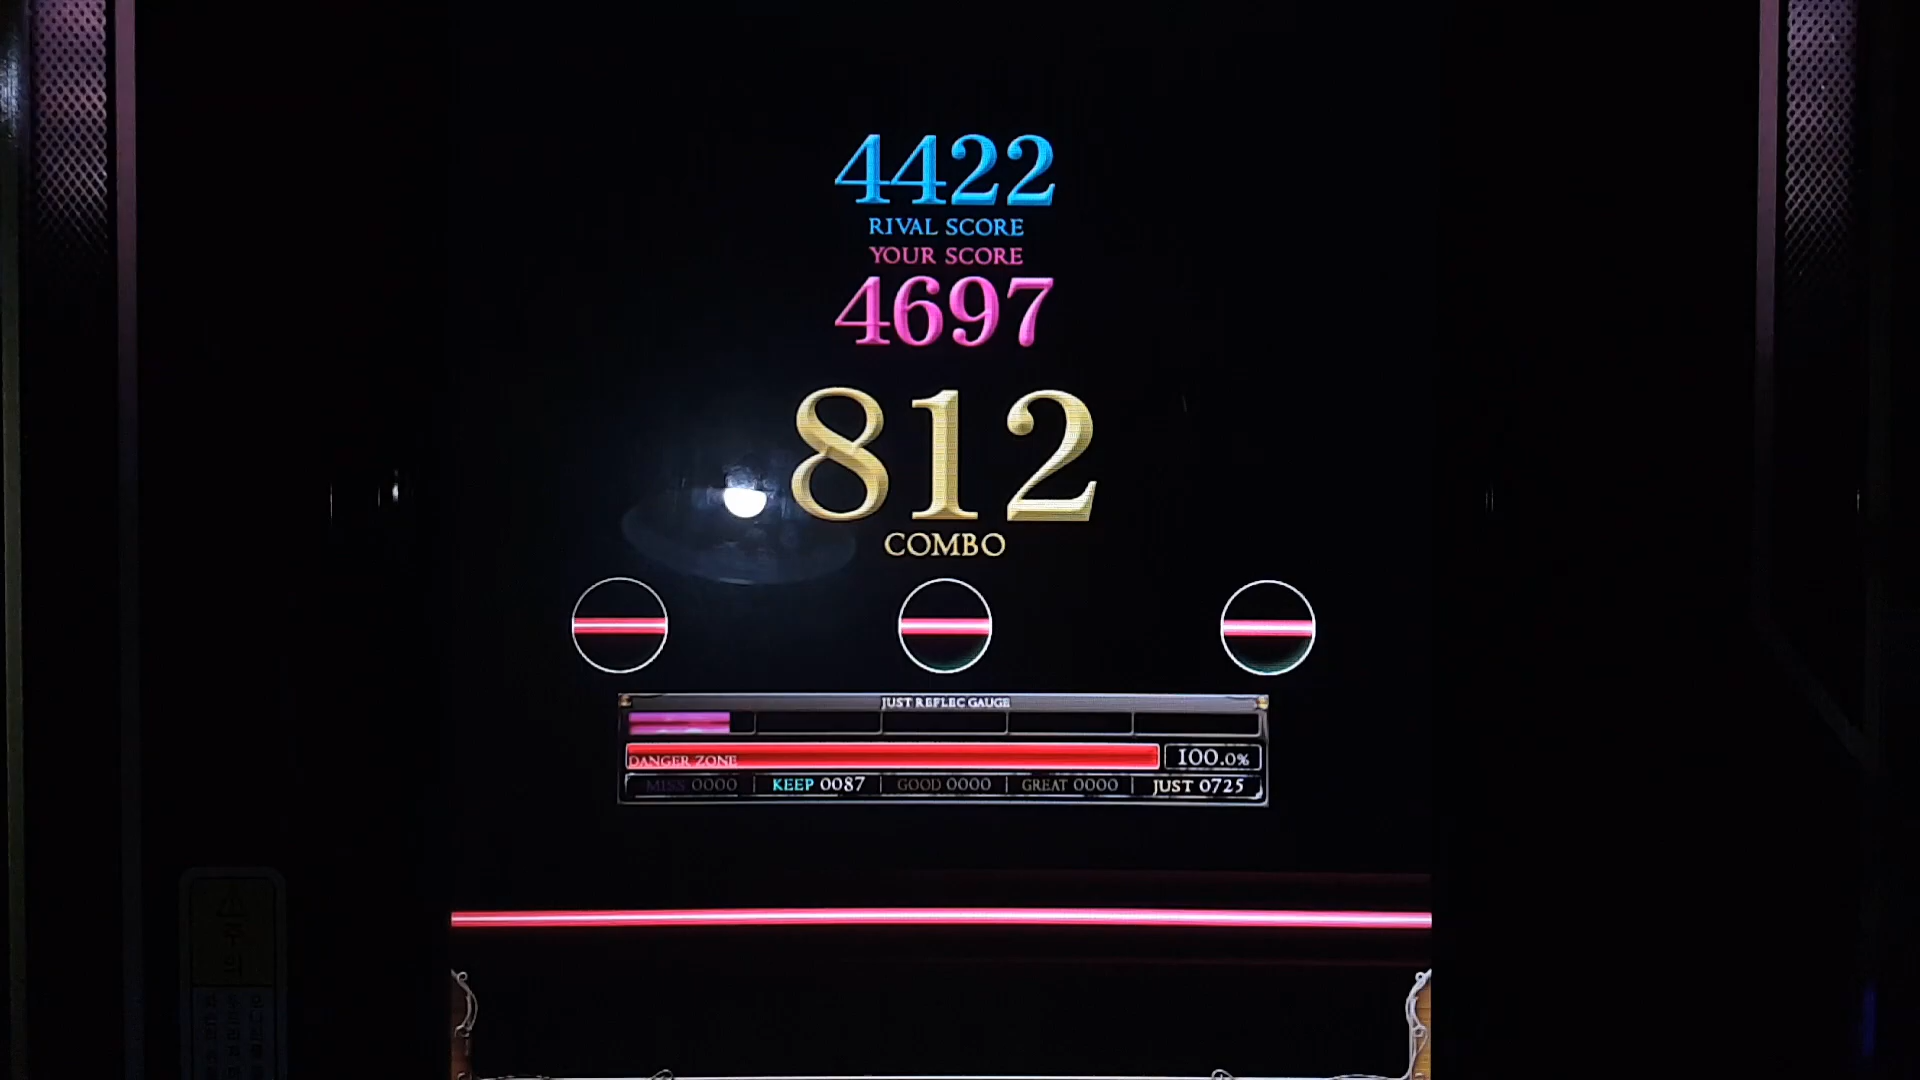 4422
RIVAL SCORE
YOUR SCORE
4697
812
COMBO
JUST REFLEC GAUGE
DANGER ZONE 100.0%
MISS 0000 KEEP 0087 GOOD 0000 GREAT 0000 JUST 0725